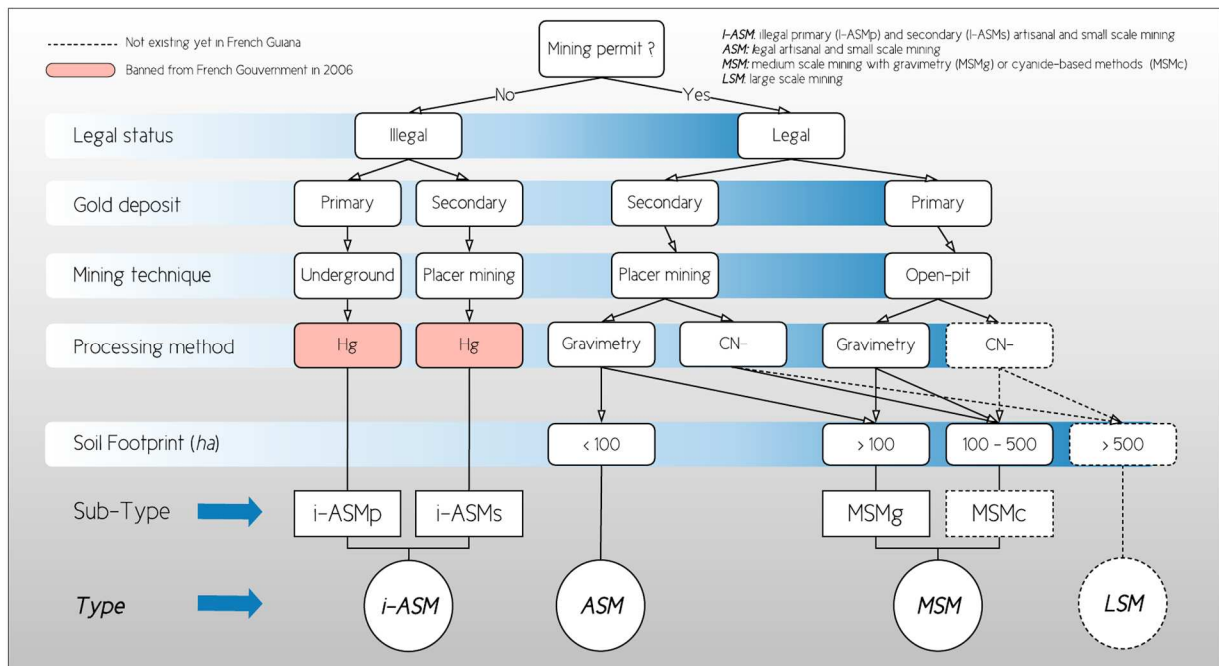 Mining permit ?
Not existing yet in French Guiana
Banned from French Gouvernment in 2006
I-ASM: illegal primary (I-ASMp) and secondary (I-ASMs) artisanal and small scale mining
ASM: legal artisanal and small scale mining
MSM: medium scale mining with gravimetry (MSMg) or cyanide-based methods (MSMc)
LSM: large scale mining
No Yes
Legal status Illegal Legal
Gold deposit Primary Secondary Secondary Primary
Mining technique Underground Placer mining Placer mining Open-pit
Processing method Hg Hg Gravimetry CN- Gravimetry CN-
Soil Footprint (ha) < 100 > 100 100 - 500 > 500
Sub-Type i-ASMp i-ASMs MSMg MSMc
Type i-ASM ASM MSM LSM